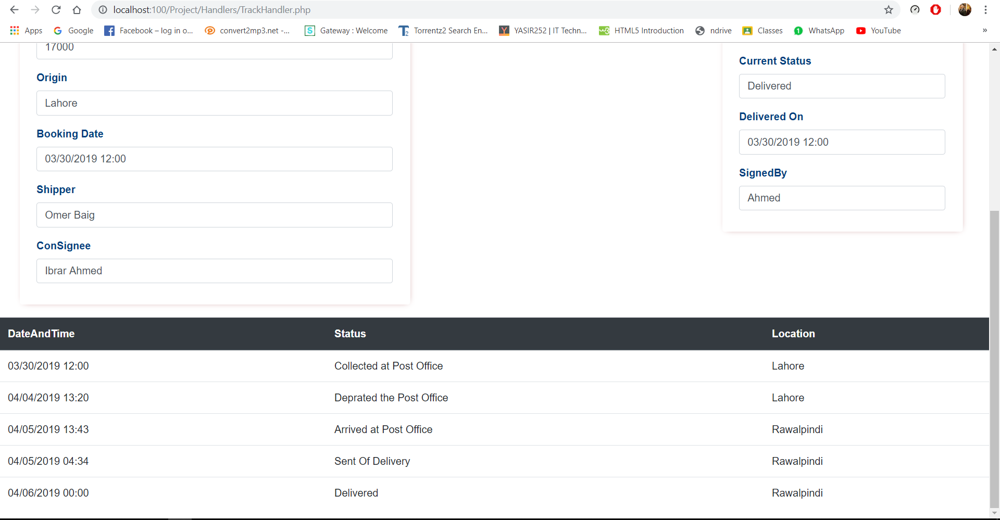 localhost:100/Project/Handlers/TrackHandler.php
Apps Google Facebook – log in o... convert2mp3.net -... Gateway : Welcome Torrentz2 Search En... YASIR252 | IT Techn... HTML5 Introduction ndrive Classes WhatsApp YouTube »
17000
Origin
Lahore
Booking Date
03/30/2019 12:00
Shipper
Omer Baig
ConSignee
Ibrar Ahmed
Current Status
Delivered
Delivered On
03/30/2019 12:00
SignedBy
Ahmed
DateAndTime Status Location
03/30/2019 12:00 Collected at Post Office Lahore
04/04/2019 13:20 Deprated the Post Office Lahore
04/05/2019 13:43 Arrived at Post Office Rawalpindi
04/05/2019 04:34 Sent Of Delivery Rawalpindi
04/06/2019 00:00 Delivered Rawalpindi